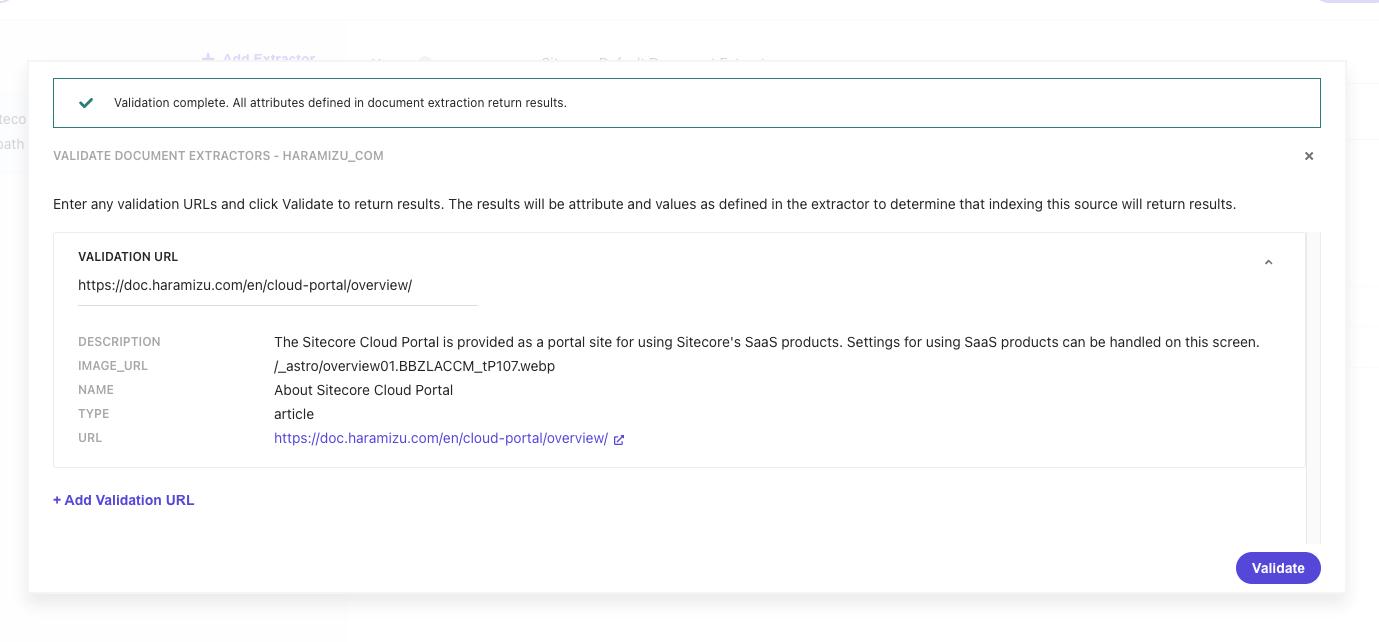 + Add Extractor
Validation complete. All attributes defined in document extraction return results.
VALIDATE DOCUMENT EXTRACTORS - HARAMIZU_COM
×
Enter any validation URLs and click Validate to return results. The results will be attribute and values as defined in the extractor to determine that indexing this source will return results.
VALIDATION URL
https://doc.haramizu.com/en/cloud-portal/overview/
DESCRIPTION The Sitecore Cloud Portal is provided as a portal site for using Sitecore's SaaS products. Settings for using SaaS products can be handled on this screen.
IMAGE_URL /_astro/overview01.BBZLACCM_tP107.webp
NAME About Sitecore Cloud Portal
TYPE article
URL https://doc.haramizu.com/en/cloud-portal/overview/
+ Add Validation URL
Validate